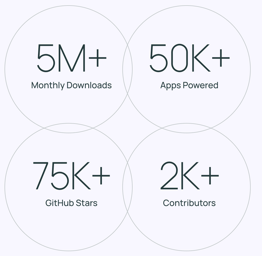 5M+ 50K+
Monthly Downloads Apps Powered
75K+ 2K+
GitHub Stars Contributors